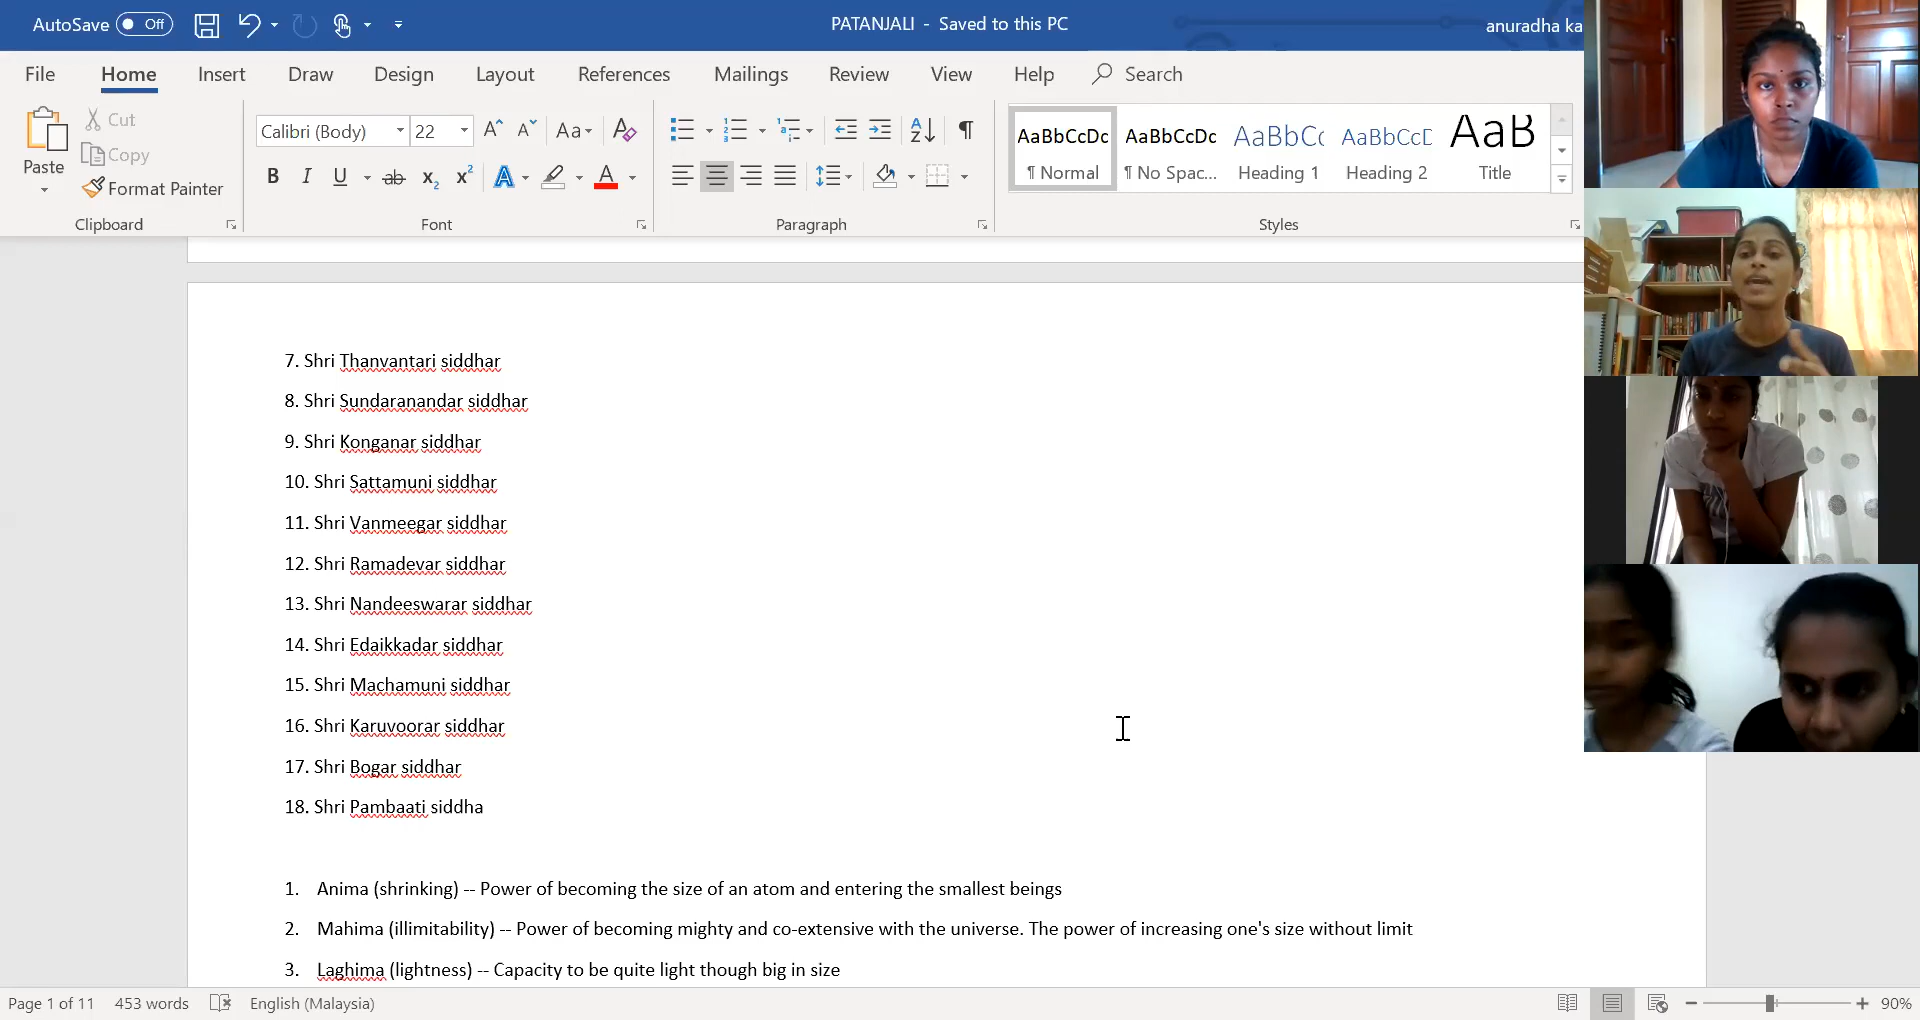 AutoSave Off PATANJALI - Saved to this PC anuradha ka
File Home Insert Draw Design Layout References Mailings Review View Help Search
Cut
Copy
Paste
Format Painter
Clipboard
Calibri (Body) 22 A A Aa A
B I U ab x2 x2 A A
Font
Paragraph
AaBbCcDc AaBbCcDc AaBbCc AaBbCcD AaB
¶ Normal ¶ No Spac... Heading 1 Heading 2 Title
Styles
7. Shri Thanvantari siddhar
8. Shri Sundaranandar siddhar
9. Shri Konganar siddhar
10. Shri Sattamuni siddhar
11. Shri Vanmeegar siddhar
12. Shri Ramadevar siddhar
13. Shri Nandeeswarar siddhar
14. Shri Edaikkadar siddhar
15. Shri Machamuni siddhar
16. Shri Karuvoorar siddhar
17. Shri Bogar siddhar
18. Shri Pambaati siddha
1. Anima (shrinking) -- Power of becoming the size of an atom and entering the smallest beings
2. Mahima (illimitability) -- Power of becoming mighty and co-extensive with the universe. The power of increasing one's size without limit
3. Laghima (lightness) -- Capacity to be quite light though big in size
Page 1 of 11 453 words English (Malaysia) 90%